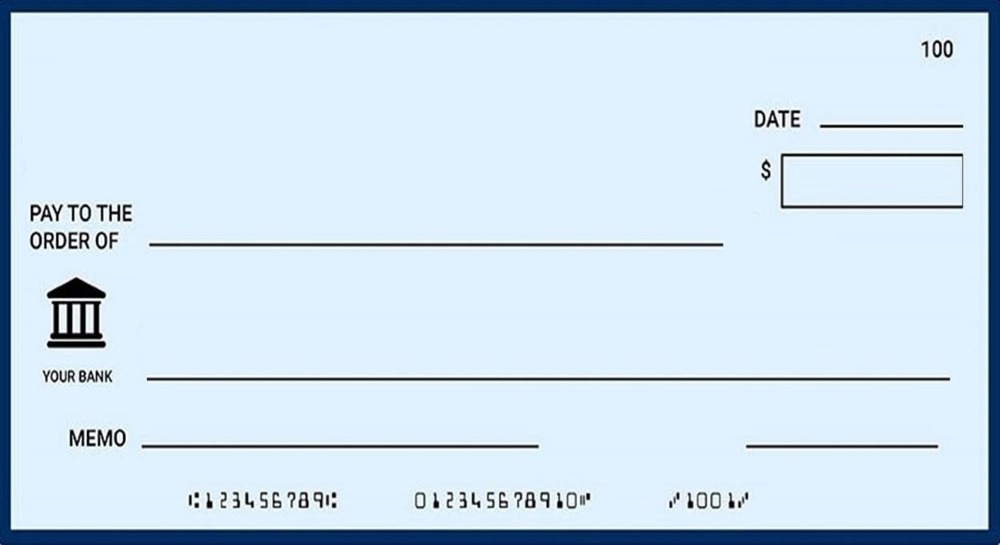 100
DATE
$
PAY TO THE
ORDER OF
YOUR BANK
MEMO
⑆123456789⑆ 012345678910⑈ ⑇1001⑇